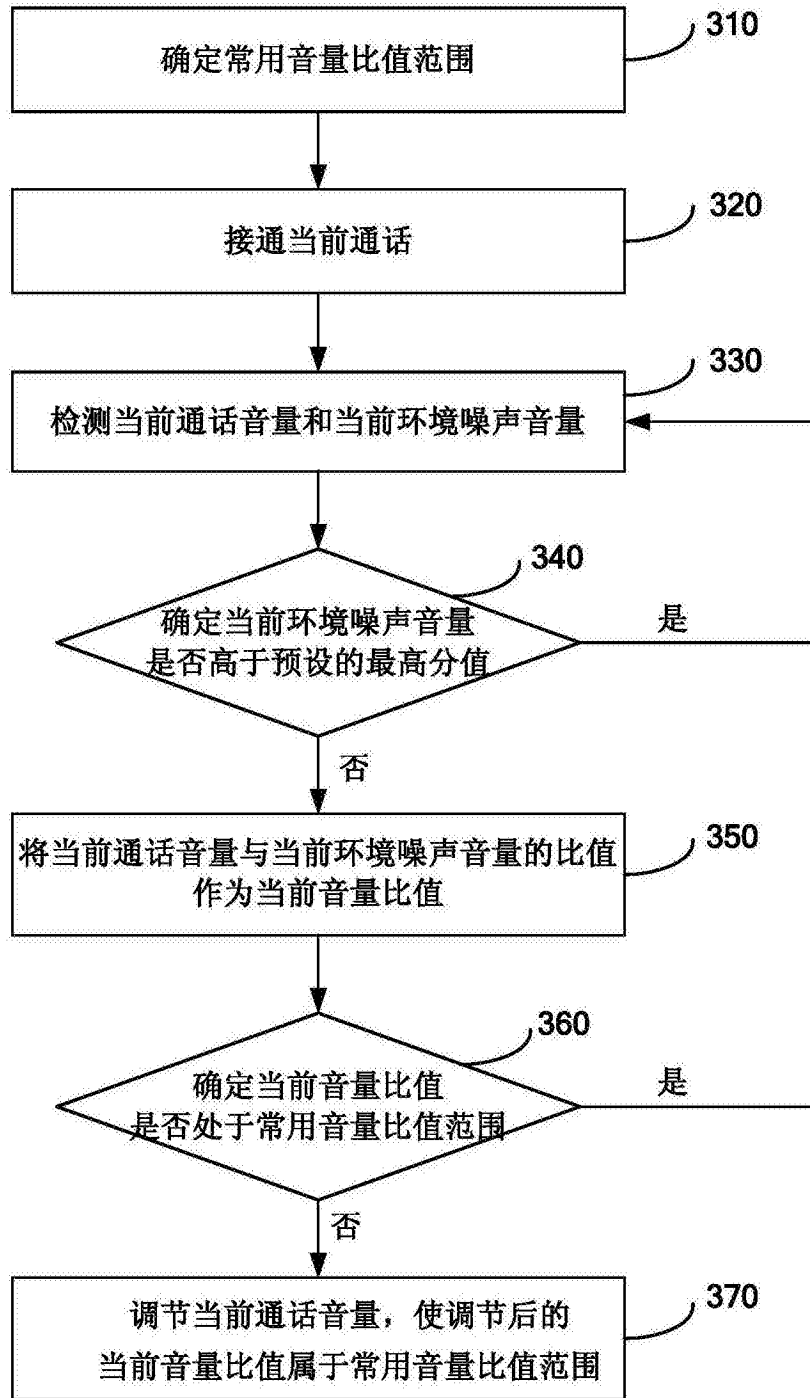 310
确定常用音量比值范围
320
接通当前通话
330
检测当前通话音量和当前环境噪声音量
340
确定当前环境噪声音量
是否高于预设的最高分值
是
否
350
将当前通话音量与当前环境噪声音量的比值
作为当前音量比值
360
确定当前音量比值
是否处于常用音量比值范围
是
否
370
调节当前通话音量，使调节后的
当前音量比值属于常用音量比值范围